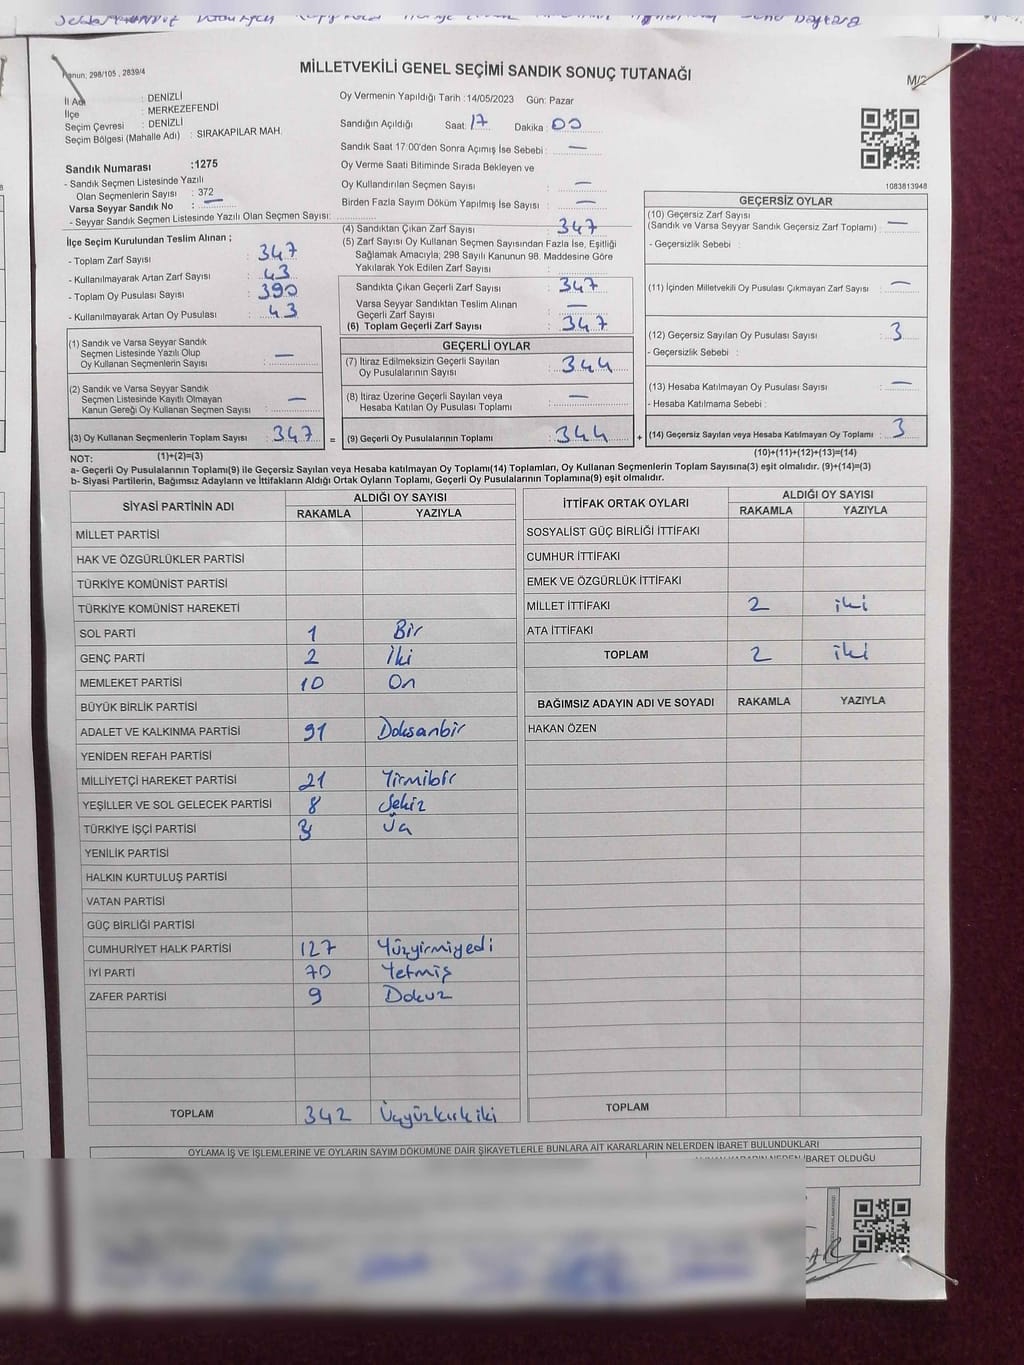 Kanun: 298/105 , 2839/4
MİLLETVEKİLİ GENEL SEÇİMİ SANDIK SONUÇ TUTANAĞI
M/2
İl Adı : DENİZLİ
İlçe : MERKEZEFENDİ
Seçim Çevresi : DENİZLİ
Seçim Bölgesi (Mahalle Adı) : SIRAKAPILAR MAH.
Oy Vermenin Yapıldığı Tarih :14/05/2023 Gün: Pazar
Sandığın Açıldığı Saat: 17 Dakika : 00
Sandık Saat 17:00'den Sonra Açımış İse Sebebi : —
Oy Verme Saati Bitiminde Sırada Bekleyen ve
Oy Kullandırılan Seçmen Sayısı : —
Birden Fazla Sayım Döküm Yapılmış İse Sayısı : —
1083813948
Sandık Numarası :1275
- Sandık Seçmen Listesinde Yazılı
Olan Seçmenlerin Sayısı : 372
Varsa Seyyar Sandık No : —
- Seyyar Sandık Seçmen Listesinde Yazılı Olan Seçmen Sayısı:
İlçe Seçim Kurulundan Teslim Alınan ;
- Toplam Zarf Sayısı : 347
- Kullanılmayarak Artan Zarf Sayısı : 43
- Toplam Oy Pusulası Sayısı : 390
- Kullanılmayarak Artan Oy Pusulası : 43
(1) Sandık ve Varsa Seyyar Sandık
Seçmen Listesinde Yazılı Olup
Oy Kullanan Seçmenlerin Sayısı : —
(2) Sandık ve Varsa Seyyar Sandık
Seçmen Listesinde Kayıtlı Olmayan
Kanun Gereği Oy Kullanan Seçmen Sayısı : —
(3) Oy Kullanan Seçmenlerin Toplam Sayısı : 347 =
(4) Sandıktan Çıkan Zarf Sayısı : 347
(5) Zarf Sayısı Oy Kullanan Seçmen Sayısından Fazla İse, Eşitliği
Sağlamak Amacıyla; 298 Sayılı Kanunun 98. Maddesine Göre
Yakılarak Yok Edilen Zarf Sayısı :
Sandıkta Çıkan Geçerli Zarf Sayısı : 347
Varsa Seyyar Sandıktan Teslim Alınan
Geçerli Zarf Sayısı : —
(6) Toplam Geçerli Zarf Sayısı : 347
GEÇERLİ OYLAR
(7) İtiraz Edilmeksizin Geçerli Sayılan
Oy Pusulalarının Sayısı : 344
(8) İtiraz Üzerine Geçerli Sayılan veya
Hesaba Katılan Oy Pusulası Toplamı : —
(9) Geçerli Oy Pusulalarının Toplamı : 344 +
GEÇERSİZ OYLAR
(10) Geçersiz Zarf Sayısı
(Sandık ve Varsa Seyyar Sandık Geçersiz Zarf Toplamı) : —
- Geçersizlik Sebebi :
(11) İçinden Milletvekili Oy Pusulası Çıkmayan Zarf Sayısı : —
(12) Geçersiz Sayılan Oy Pusulası Sayısı : 3
- Geçersizlik Sebebi :
(13) Hesaba Katılmayan Oy Pusulası Sayısı : —
- Hesaba Katılmama Sebebi :
(14) Geçersiz Sayılan veya Hesaba Katılmayan Oy Toplamı : 3
NOT: (1)+(2)=(3)
(10)+(11)+(12)+(13)=(14)
a- Geçerli Oy Pusulalarının Toplamı(9) ile Geçersiz Sayılan veya Hesaba katılmayan Oy Toplamı(14) Toplamları, Oy Kullanan Seçmenlerin Toplam Sayısına(3) eşit olmalıdır. (9)+(14)=(3)
b- Siyasi Partilerin, Bağımsız Adayların ve İttifakların Aldığı Ortak Oyların Toplamı, Geçerli Oy Pusulalarının Toplamına(9) eşit olmalıdır.
SİYASİ PARTİNİN ADI
ALDIĞI OY SAYISI
RAKAMLA YAZIYLA
MİLLET PARTİSİ
HAK VE ÖZGÜRLÜKLER PARTİSİ
TÜRKİYE KOMÜNİST PARTİSİ
TÜRKİYE KOMÜNİST HAREKETİ
SOL PARTİ 1 Bir
GENÇ PARTİ 2 İki
MEMLEKET PARTİSİ 10 On
BÜYÜK BİRLİK PARTİSİ
ADALET VE KALKINMA PARTİSİ 91 Doksanbir
YENİDEN REFAH PARTİSİ
MİLLİYETÇİ HAREKET PARTİSİ 21 Yirmibir
YEŞİLLER VE SOL GELECEK PARTİSİ 8 Sekiz
TÜRKİYE İŞÇİ PARTİSİ 3 Üç
YENİLİK PARTİSİ
HALKIN KURTULUŞ PARTİSİ
VATAN PARTİSİ
GÜÇ BİRLİĞİ PARTİSİ
CUMHURİYET HALK PARTİSİ 127 Yüzyirmiyedi
İYİ PARTİ 70 Yetmiş
ZAFER PARTİSİ 9 Dokuz
TOPLAM 342 Üçyüzkırkiki
İTTİFAK ORTAK OYLARI
ALDIĞI OY SAYISI
RAKAMLA YAZIYLA
SOSYALİST GÜÇ BİRLİĞİ İTTİFAKI
CUMHUR İTTİFAKI
EMEK VE ÖZGÜRLÜK İTTİFAKI
MİLLET İTTİFAKI 2 iki
ATA İTTİFAKI
TOPLAM 2 iki
BAĞIMSIZ ADAYIN ADI VE SOYADI RAKAMLA YAZIYLA
HAKAN ÖZEN
TOPLAM
OYLAMA İŞ VE İŞLEMLERİNE VE OYLARIN SAYIM DÖKÜMÜNE DAİR ŞİKAYETLERLE BUNLARA AİT KARARLARIN NELERDEN İBARET BULUNDUKLARI
İBARET OLDUĞU